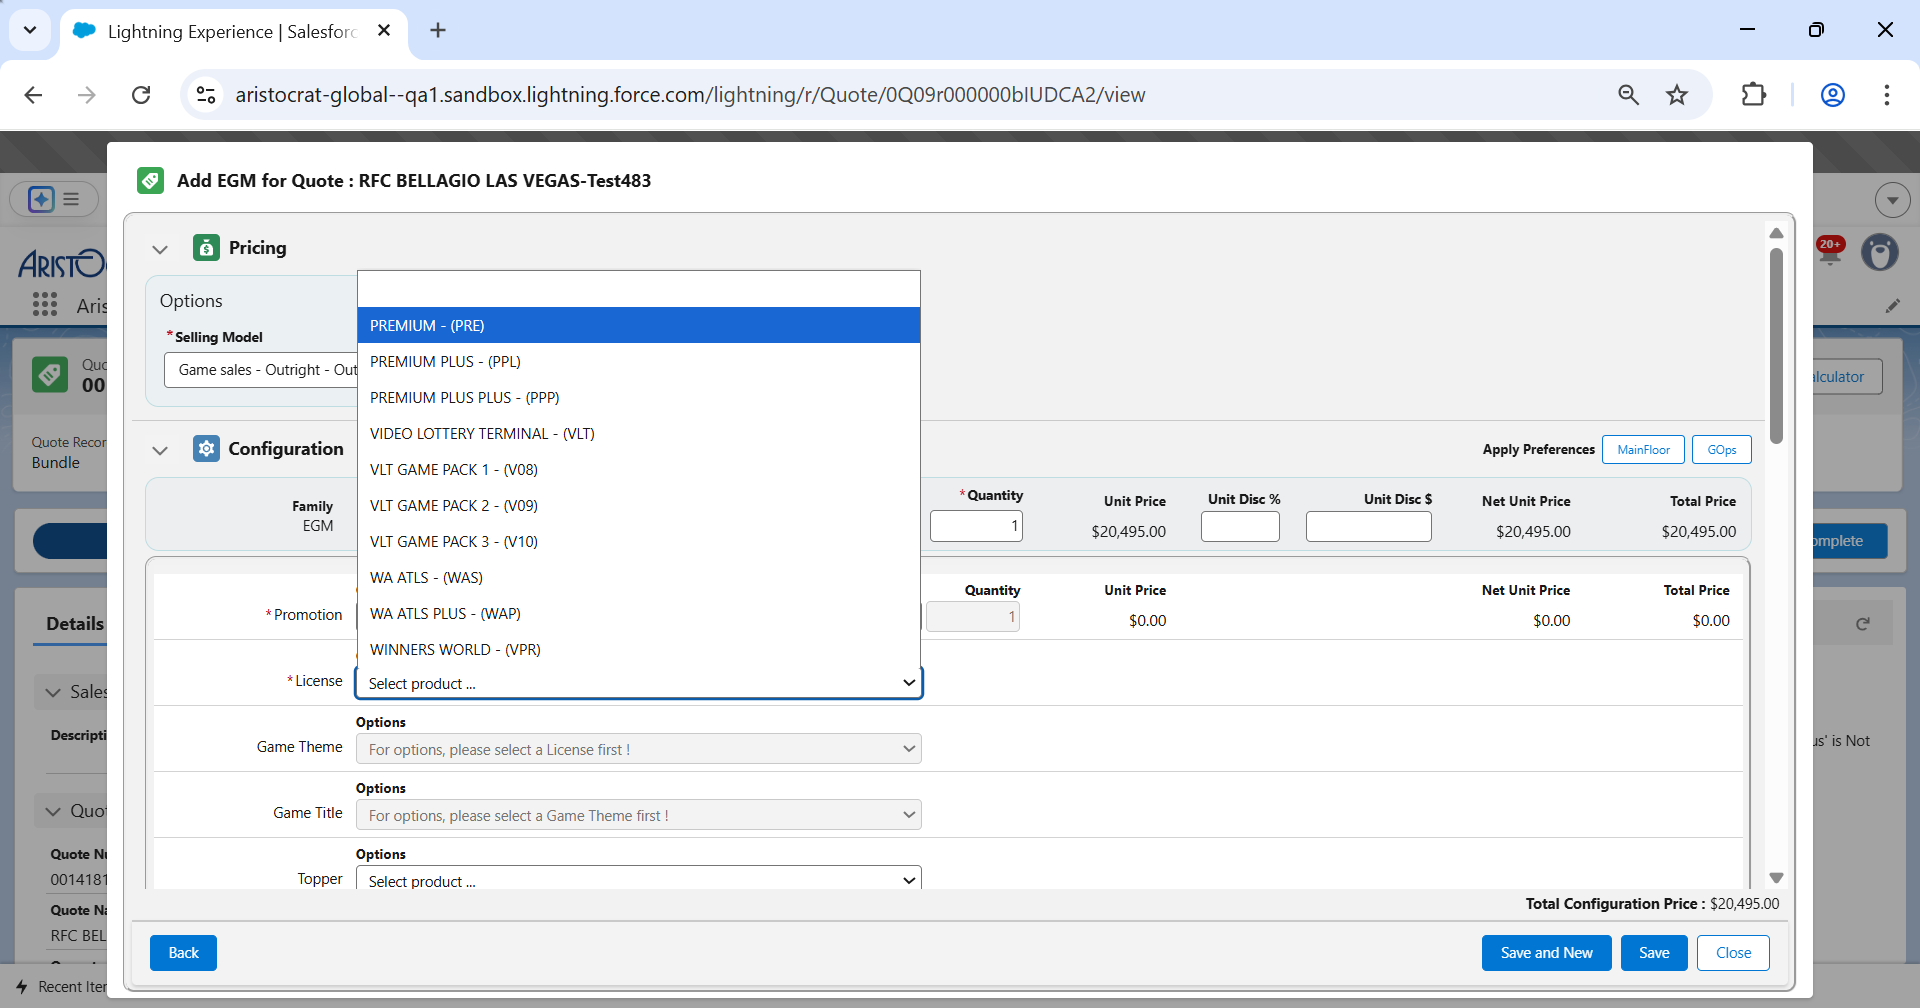 Lightning Experience | Salesforc
aristocrat-global--qa1.sandbox.lightning.force.com/lightning/r/Quote/0Q09r000000bIUDCA2/view
Add EGM for Quote : RFC BELLAGIO LAS VEGAS-Test483
Pricing
Options
*Selling Model
Game sales - Outright - Out
PREMIUM - (PRE)
PREMIUM PLUS - (PPL)
PREMIUM PLUS PLUS - (PPP)
VIDEO LOTTERY TERMINAL - (VLT)
VLT GAME PACK 1 - (V08)
VLT GAME PACK 2 - (V09)
VLT GAME PACK 3 - (V10)
WA ATLS - (WAS)
WA ATLS PLUS - (WAP)
WINNERS WORLD - (VPR)
Configuration
Apply Preferences MainFloor GOps
Family
EGM
*Quantity Unit Price Unit Disc % Unit Disc $ Net Unit Price Total Price
1 $20,495.00 $20,495.00 $20,495.00
Quantity Unit Price Net Unit Price Total Price
*Promotion 1 $0.00 $0.00 $0.00
*License Select product ...
Options
Game Theme For options, please select a License first !
Options
Game Title For options, please select a Game Theme first !
Options
Topper Select product ...
Total Configuration Price : $20,495.00
Back Save and New Save Close
ARISTO
Aris
20+
Quo
00
alculator
Quote Recor
Bundle
omplete
Details
Sales
Descripti
us' is Not
Quot
Quote Nu
0014181
Quote Na
RFC BEL
Recent Iter